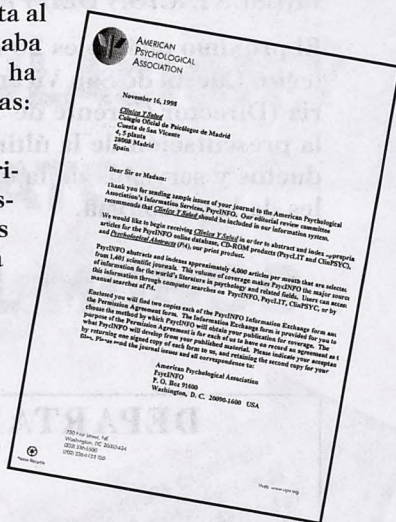 ta al
aba
ha
as:
ri-
s-
s
a
AMERICAN
PSYCHOLOGICAL
ASSOCIATION
November 16, 1998
Clínica Y Salud
Colegio Oficial de Psicólogos de Madrid
Cuesta de San Vicente
4, 5 planta
28008 Madrid
Spain
Dear Sir or Madam:
Thank you for sending sample issues of your journal to the American Psychological
Association's Information Services, PsycINFO. Our editorial review committee
recommends that Clínica Y Salud should be included in our information system.
We would like to begin receiving Clínica Y Salud in order to abstract and index
articles for the PsycINFO online database, CD-ROM products (PsycLIT and ClinPSYC),
and Psychological Abstracts (PA), our print product.
PsycINFO abstracts and indexes approximately 4,000 articles per month that are selected
from 1,401 scientific journals. This volume of coverage makes PsycINFO the major source
of information for the world's literature in psychology and related fields. Users can access
this information through computer searches on PsycINFO, PsycLIT, ClinPSYC, or by
manual searches of PA.
Enclosed you will find two copies each of the PsycINFO Information Exchange form and
the Permission Agreement form. The Information Exchange form is provided for you to
choose the method by which PsycINFO will obtain your publication for coverage. The
purpose of the Permission Agreement is for each of us to have on record an agreement as t
what PsycINFO will develop from your published material. Please indicate your
by returning one signed copy of each form to us, and retaining the second copy for your
files. Please send the journal issues and all correspondence to:
American Psychological Association
PsycINFO
P. O. Box 91600
Washington, D. C. 20090-1600 USA
750 First Street, NE
Washington, DC
Please Recycle
Web: www.apa.org